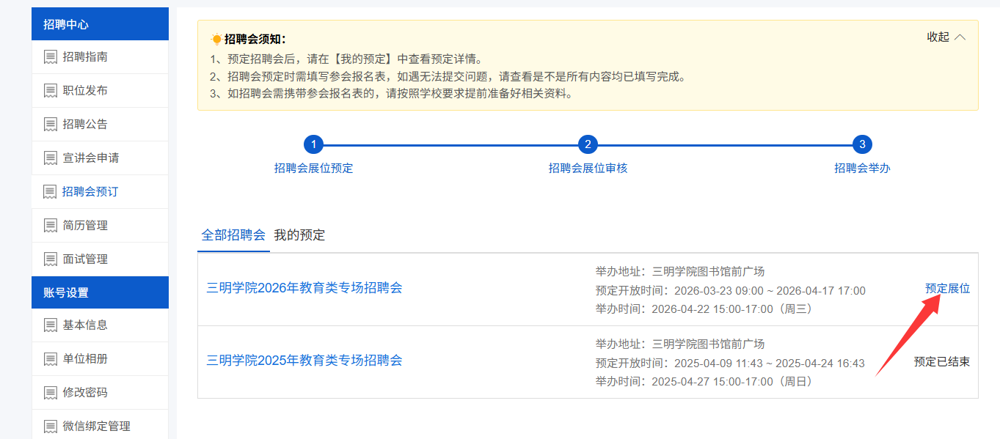 招聘中心
招聘指南
职位发布
招聘公告
宣讲会申请
招聘会预订
简历管理
面试管理
账号设置
基本信息
单位相册
修改密码
微信绑定管理
招聘会须知：
收起
1、预定招聘会后，请在【我的预定】中查看预定详情。
2、招聘会预定时需填写参会报名表，如遇无法提交问题，请查看是不是所有内容均已填写完成。
3、如招聘会需携带参会报名表的，请按照学校要求提前准备好相关资料。
1
2
3
招聘会展位预定
招聘会展位审核
招聘会举办
全部招聘会 我的预定
三明学院2026年教育类专场招聘会
举办地址：三明学院图书馆前广场
预定开放时间：2026-03-23 09:00 ~ 2026-04-17 17:00
举办时间：2026-04-22 15:00-17:00（周三）
预定展位
三明学院2025年教育类专场招聘会
举办地址：三明学院图书馆前广场
预定开放时间：2025-04-09 11:43 ~ 2025-04-24 16:43
举办时间：2025-04-27 15:00-17:00（周日）
预定已结束